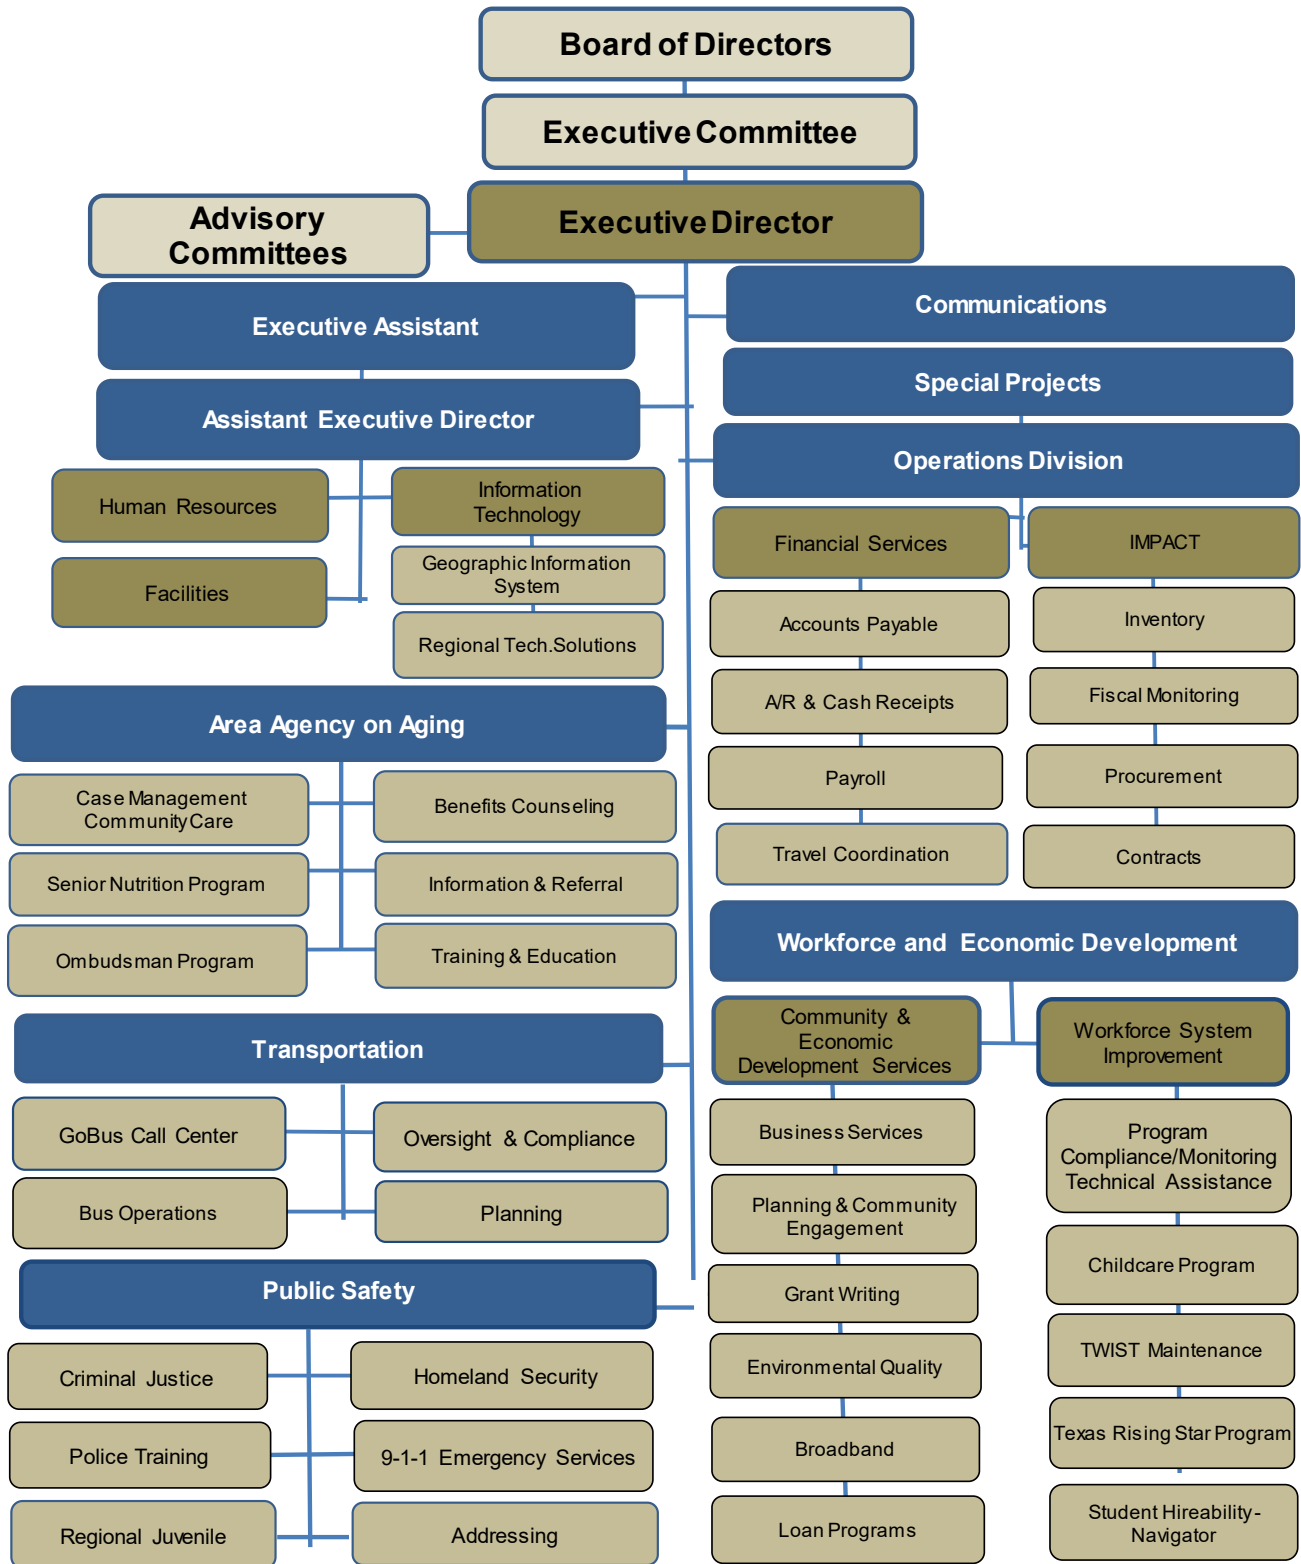 Board of Directors
Executive Committee
Executive Director
Advisory
Committees
Executive Assistant
Communications
Special Projects
Assistant Executive Director
Operations Division
Human Resources
Information
Technology
Facilities
Geographic Information
System
Regional Tech.Solutions
Financial Services
IMPACT
Accounts Payable
Inventory
A/R & Cash Receipts
Fiscal Monitoring
Payroll
Procurement
Travel Coordination
Contracts
Area Agency on Aging
Case Management
Community Care
Benefits Counseling
Senior Nutrition Program
Information & Referral
Ombudsman Program
Training & Education
Workforce and Economic Development
Community &
Economic
Development Services
Workforce System
Improvement
Business Services
Program
Compliance/Monitoring
Technical Assistance
Planning & Community
Engagement
Childcare Program
Grant Writing
TWIST Maintenance
Environmental Quality
Texas Rising Star Program
Broadband
Student Hireability-
Navigator
Loan Programs
Transportation
GoBus Call Center
Oversight & Compliance
Bus Operations
Planning
Public Safety
Criminal Justice
Homeland Security
Police Training
9-1-1 Emergency Services
Regional Juvenile
Addressing